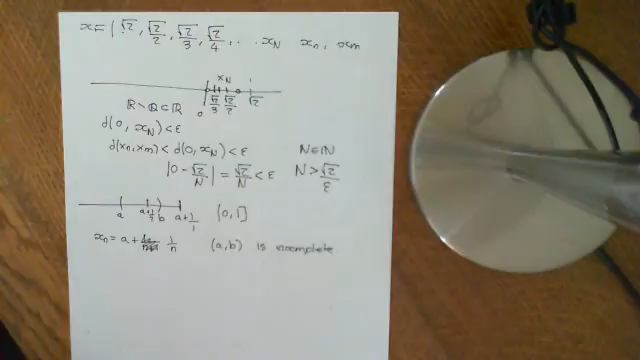 x = | √2, √2/2, √2/3, √2/4, ... x_N x_n, x_m
x_N
0 √2/3 √2/2 √2
ℝ∖ℚ⊂ℝ
d(0, x_N) < ε
d(x_n, x_m) < d(0, x_N) < ε N∈ℕ
|0 - √2/N| = √2/N < ε N > √2/ε
a a+1/2 b a+1/1 (0,1]
x_n = a + 1/n (a,b) is incomplete